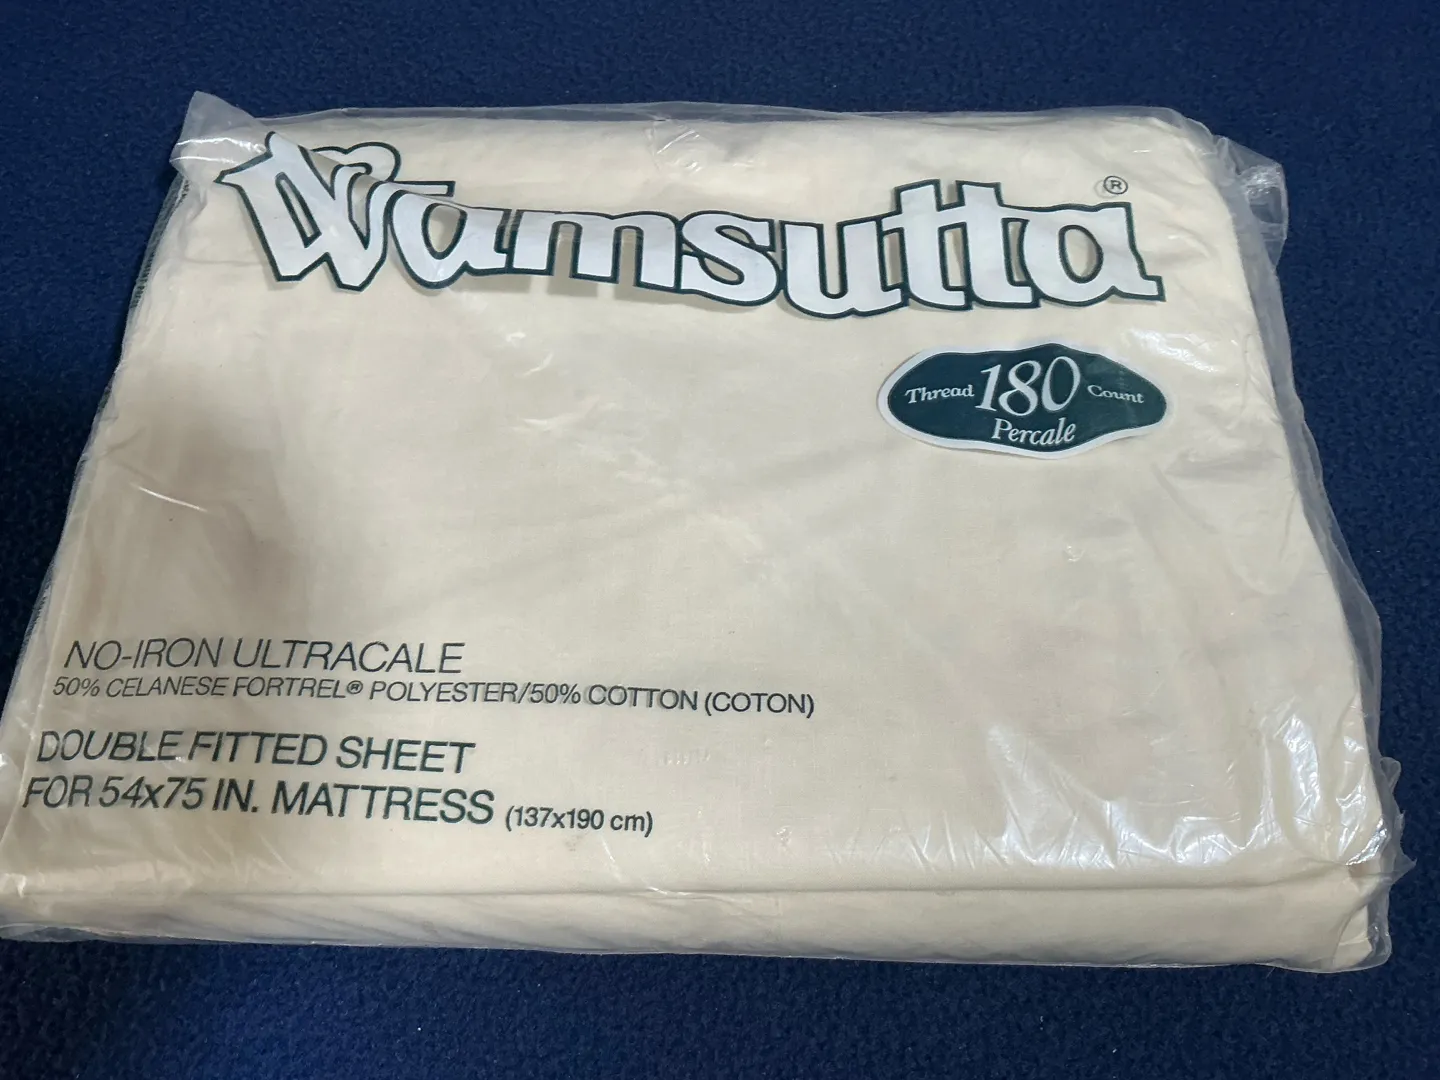 Wamsutta®
Thread 180 Count
Percale
NO-IRON ULTRACALE
50% CELANESE FORTREL® POLYESTER/50% COTTON (COTON)
DOUBLE FITTED SHEET
FOR 54x75 IN. MATTRESS (137x190 cm)